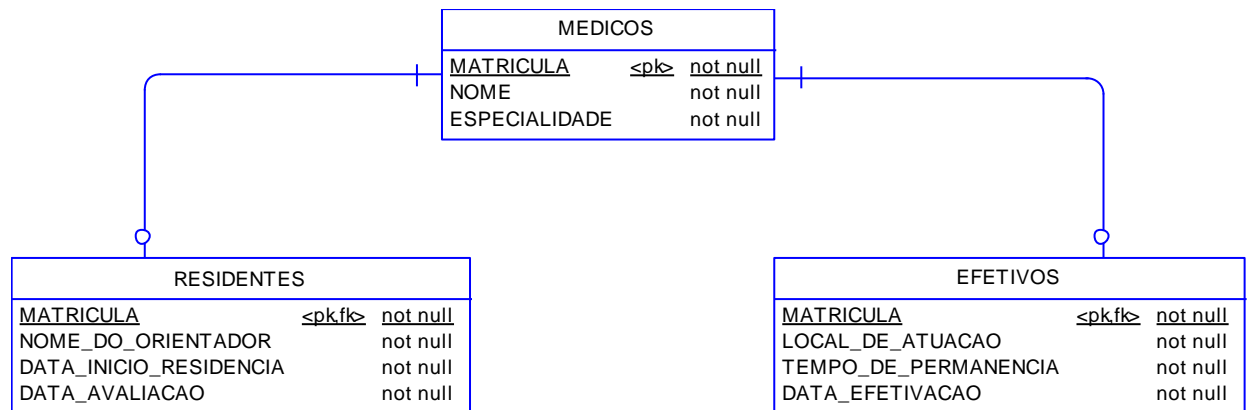 MEDICOS
MATRICULA <pk> not null
NOME not null
ESPECIALIDADE not null
RESIDENTES
MATRICULA <pk,fk> not null
NOME_DO_ORIENTADOR not null
DATA_INICIO_RESIDENCIA not null
DATA_AVALIACAO not null
EFETIVOS
MATRICULA <pk,fk> not null
LOCAL_DE_ATUACAO not null
TEMPO_DE_PERMANENCIA not null
DATA_EFETIVACAO not null